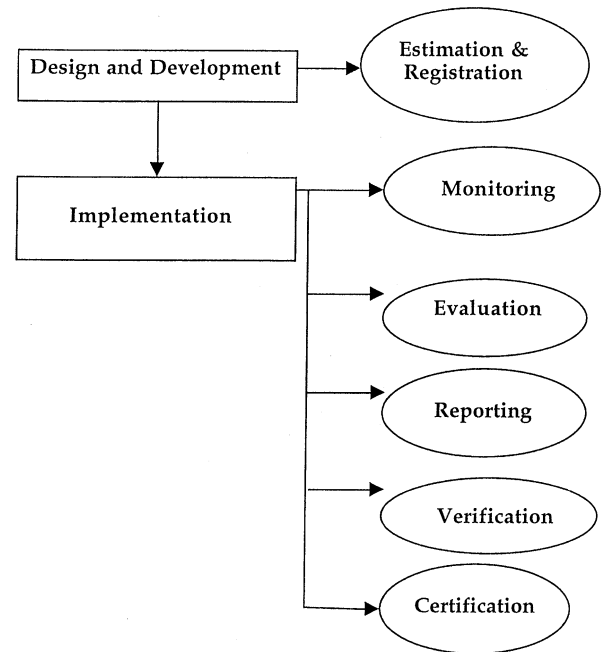 Design and Development
Estimation &
Registration
Implementation
Monitoring
Evaluation
Reporting
Verification
Certification